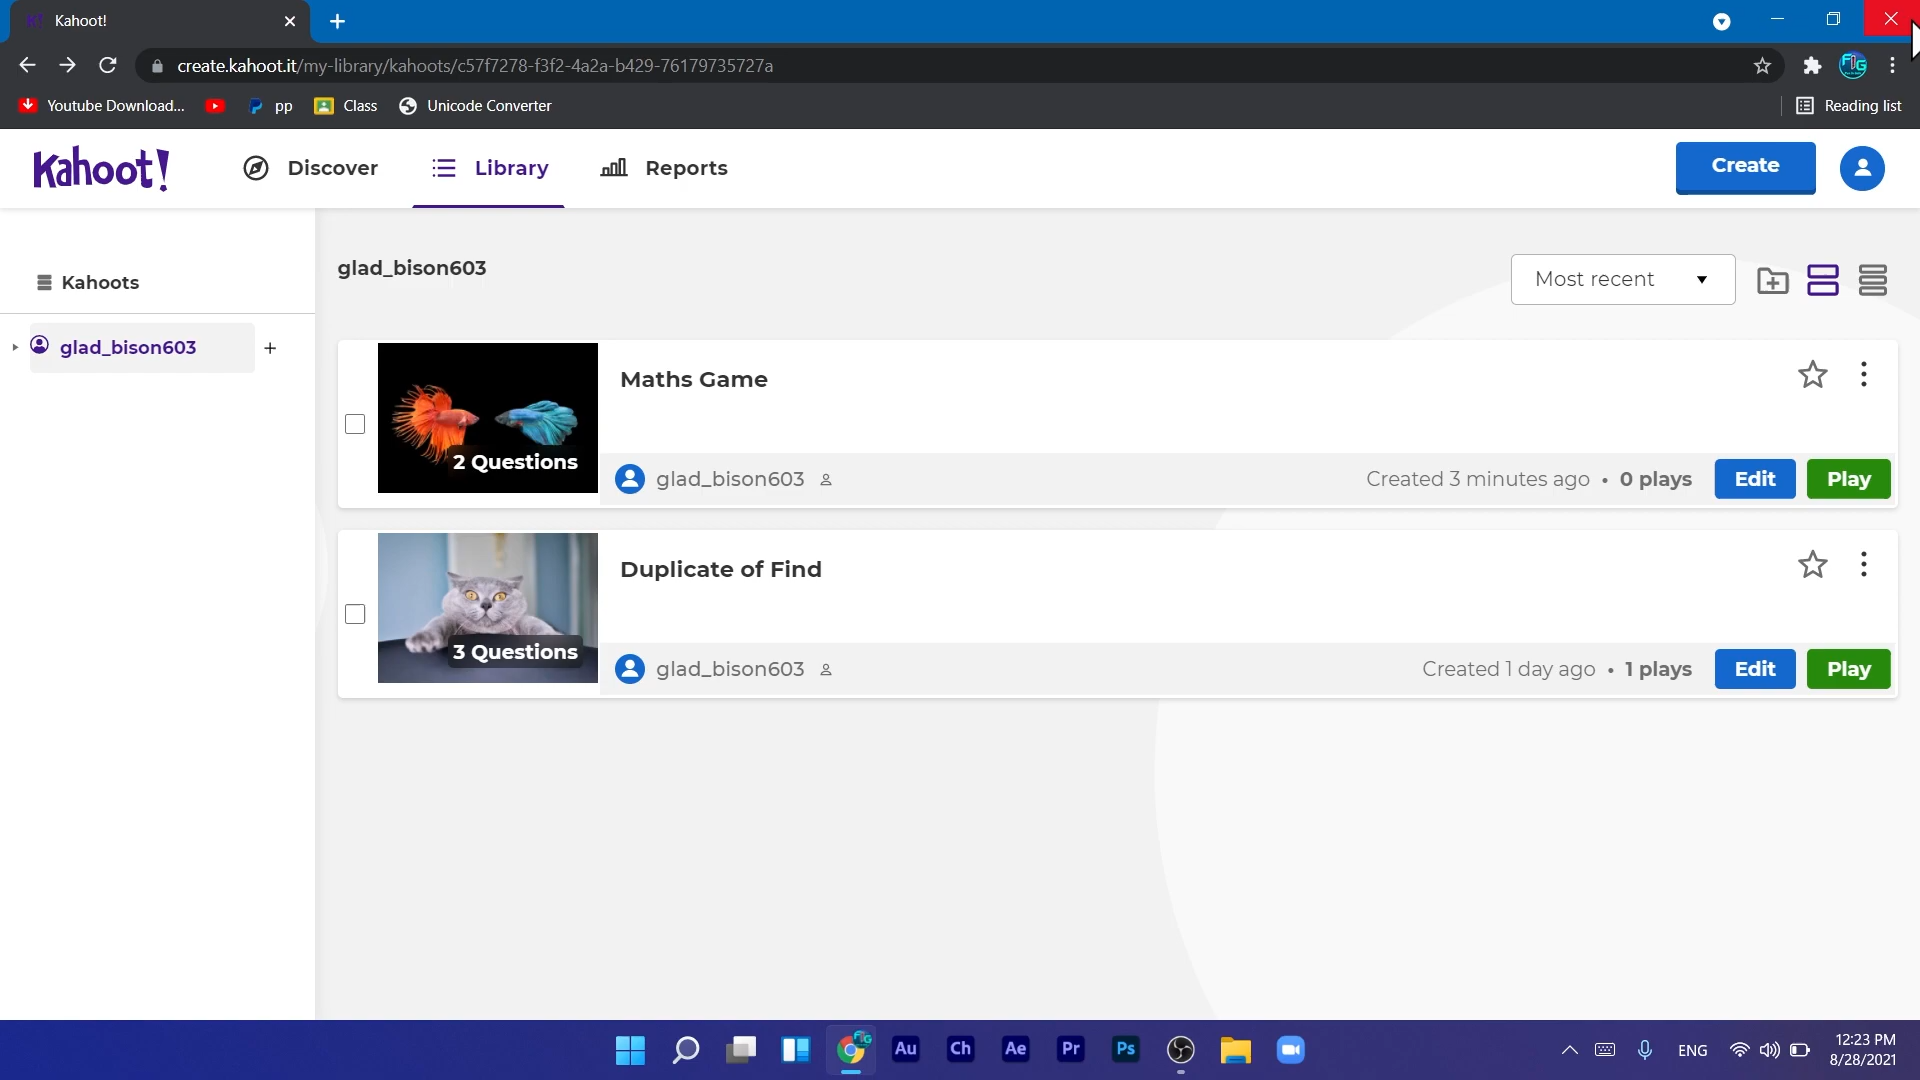 Kahoot!
create.kahoot.it/my-library/kahoots/c57f7278-f3f2-4a2a-b429-76179735727a
FIG
Youtube Download...
pp
Class
Unicode Converter
Reading list
Kahoot!
Discover
Library
Reports
Create
Kahoots
glad_bison603
glad_bison603
Most recent
Maths Game
2 Questions
glad_bison603
Created 3 minutes ago • 0 plays
Edit
Play
Duplicate of Find
3 Questions
glad_bison603
Created 1 day ago • 1 plays
Edit
Play
Au
Ch
Ae
Pr
Ps
ENG
12:23 PM
8/28/2021